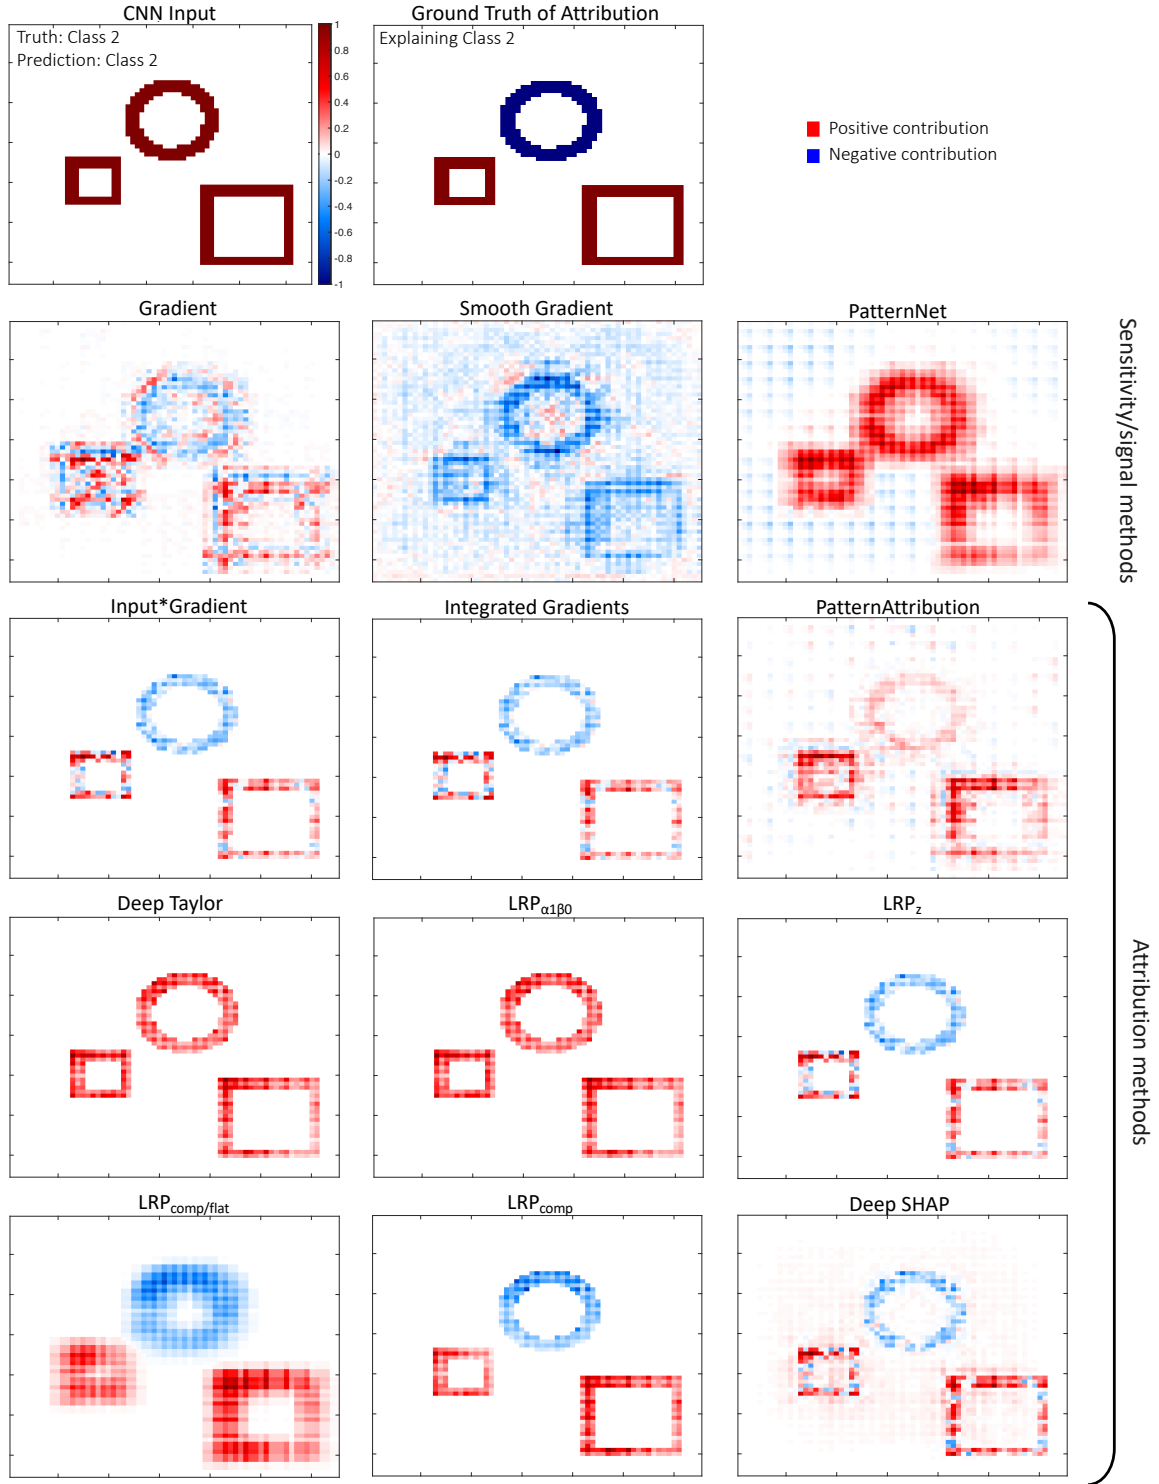 CNN Input
Ground Truth of Attribution
Truth: Class 2
Prediction: Class 2
1
0.8
0.6
0.4
0.2
0
-0.2
-0.4
-0.6
-0.8
-1
Explaining Class 2
Positive contribution
Negative contribution
Gradient
Smooth Gradient
PatternNet
Sensitivity/signal methods
Input*Gradient
Integrated Gradients
PatternAttribution
Deep Taylor
LRPα1β0
LRPz
Attribution methods
LRPcomp/flat
LRPcomp
Deep SHAP